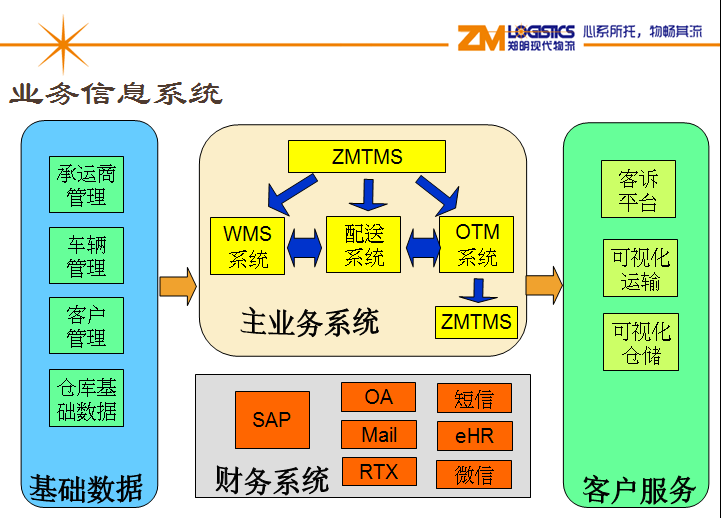 ZM LOGISTICS 心系所托，物畅其流
郑明现代物流
业务信息系统
承运商
管理
车辆
管理
客户
管理
仓库基
础数据
基础数据
ZMTMS
WMS
系统
配送
系统
OTM
系统
ZMTMS
主业务系统
SAP
OA
Mail
RTX
短信
eHR
微信
财务系统
客诉
平台
可视化
运输
可视化
仓储
客户服务